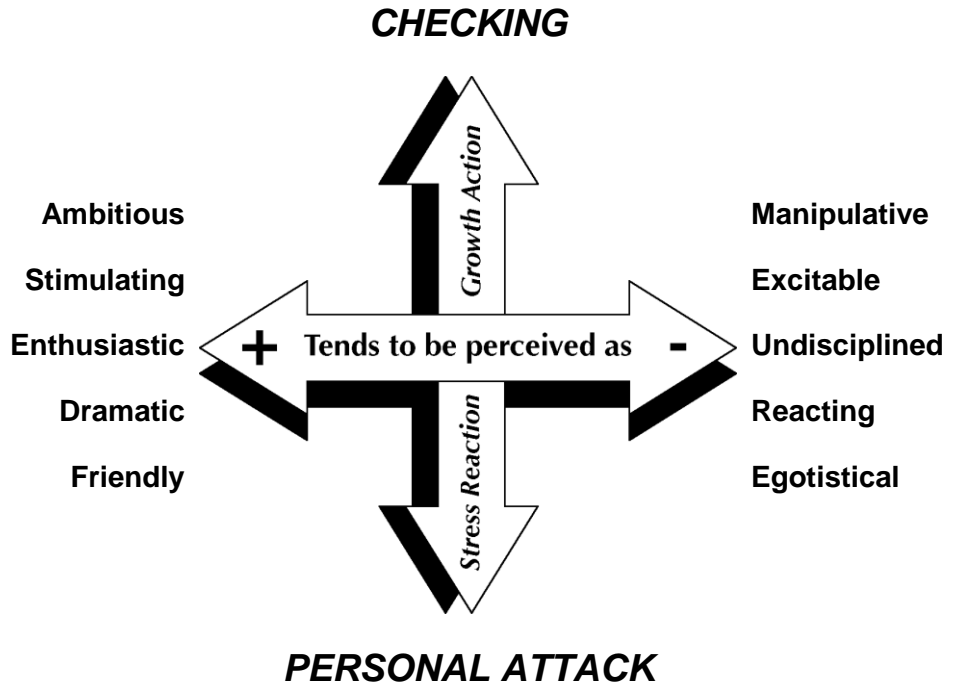 CHECKING
Growth Action
Ambitious
Manipulative
Stimulating
Excitable
Enthusiastic
+ Tends to be perceived as -
Undisciplined
Dramatic
Reacting
Friendly
Egotistical
Stress Reaction
PERSONAL ATTACK